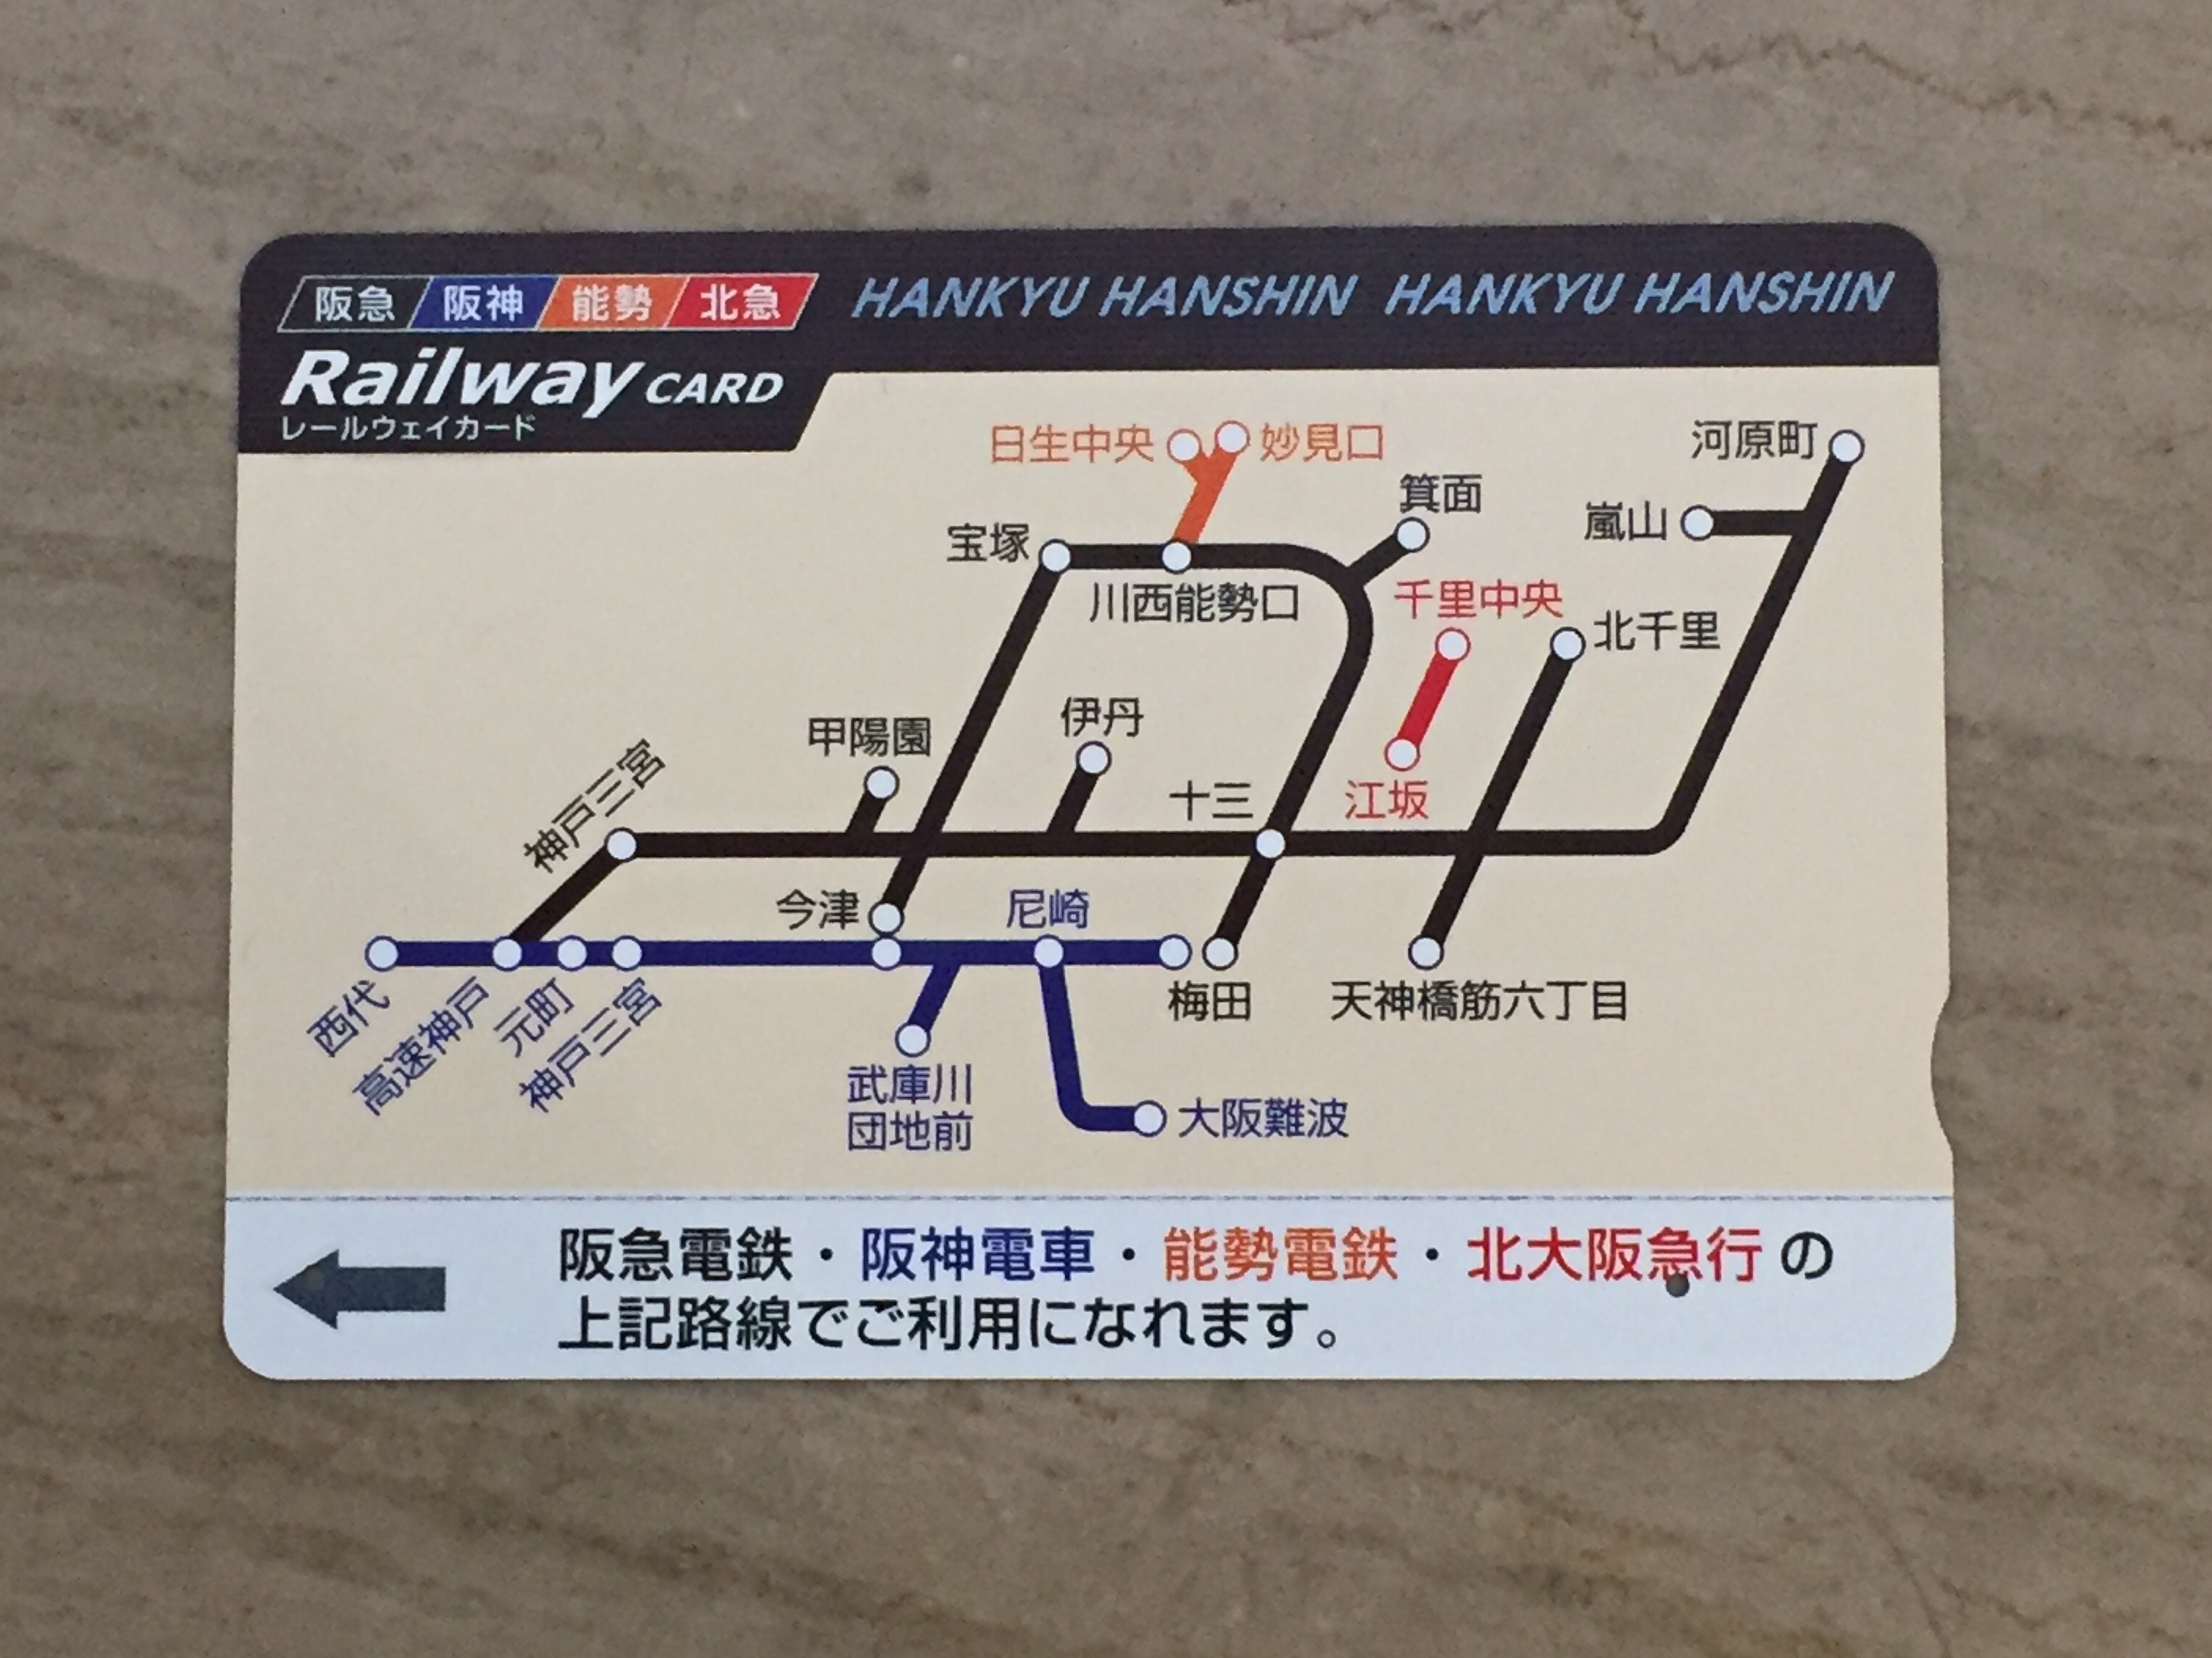 阪急 阪神 能勢 北急 HANKYU HANSHIN HANKYU HANSHIN
Railway CARD
レールウェイカード
日生中央 妙見口 河原町
箕面
嵐山
宝塚
川西能勢口 千里中央
北千里
伊丹
甲陽園
神戸三宮
十三 江坂
今津 尼崎
西代 高速神戸 元町 神戸三宮
梅田 天神橋筋六丁目
武庫川
団地前
大阪難波
阪急電鉄・阪神電車・能勢電鉄・北大阪急行の
上記路線でご利用になれます。